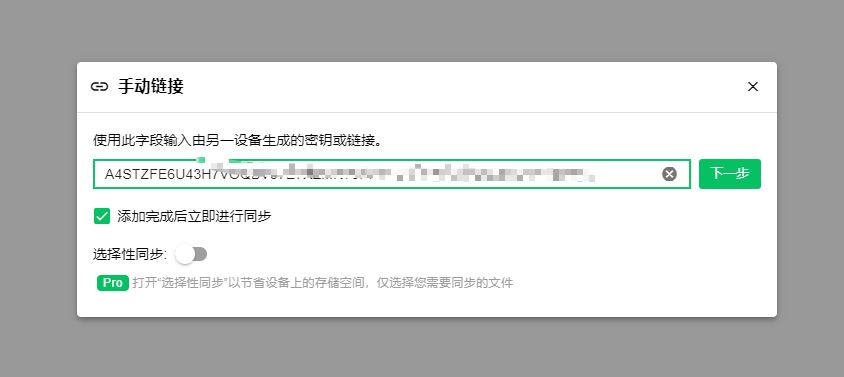 手动链接
使用此字段输入由另一设备生成的密钥或链接。
A4STZFE6U43H7V
下一步
添加完成后立即进行同步
选择性同步:
Pro 打开“选择性同步”以节省设备上的存储空间，仅选择您需要同步的文件